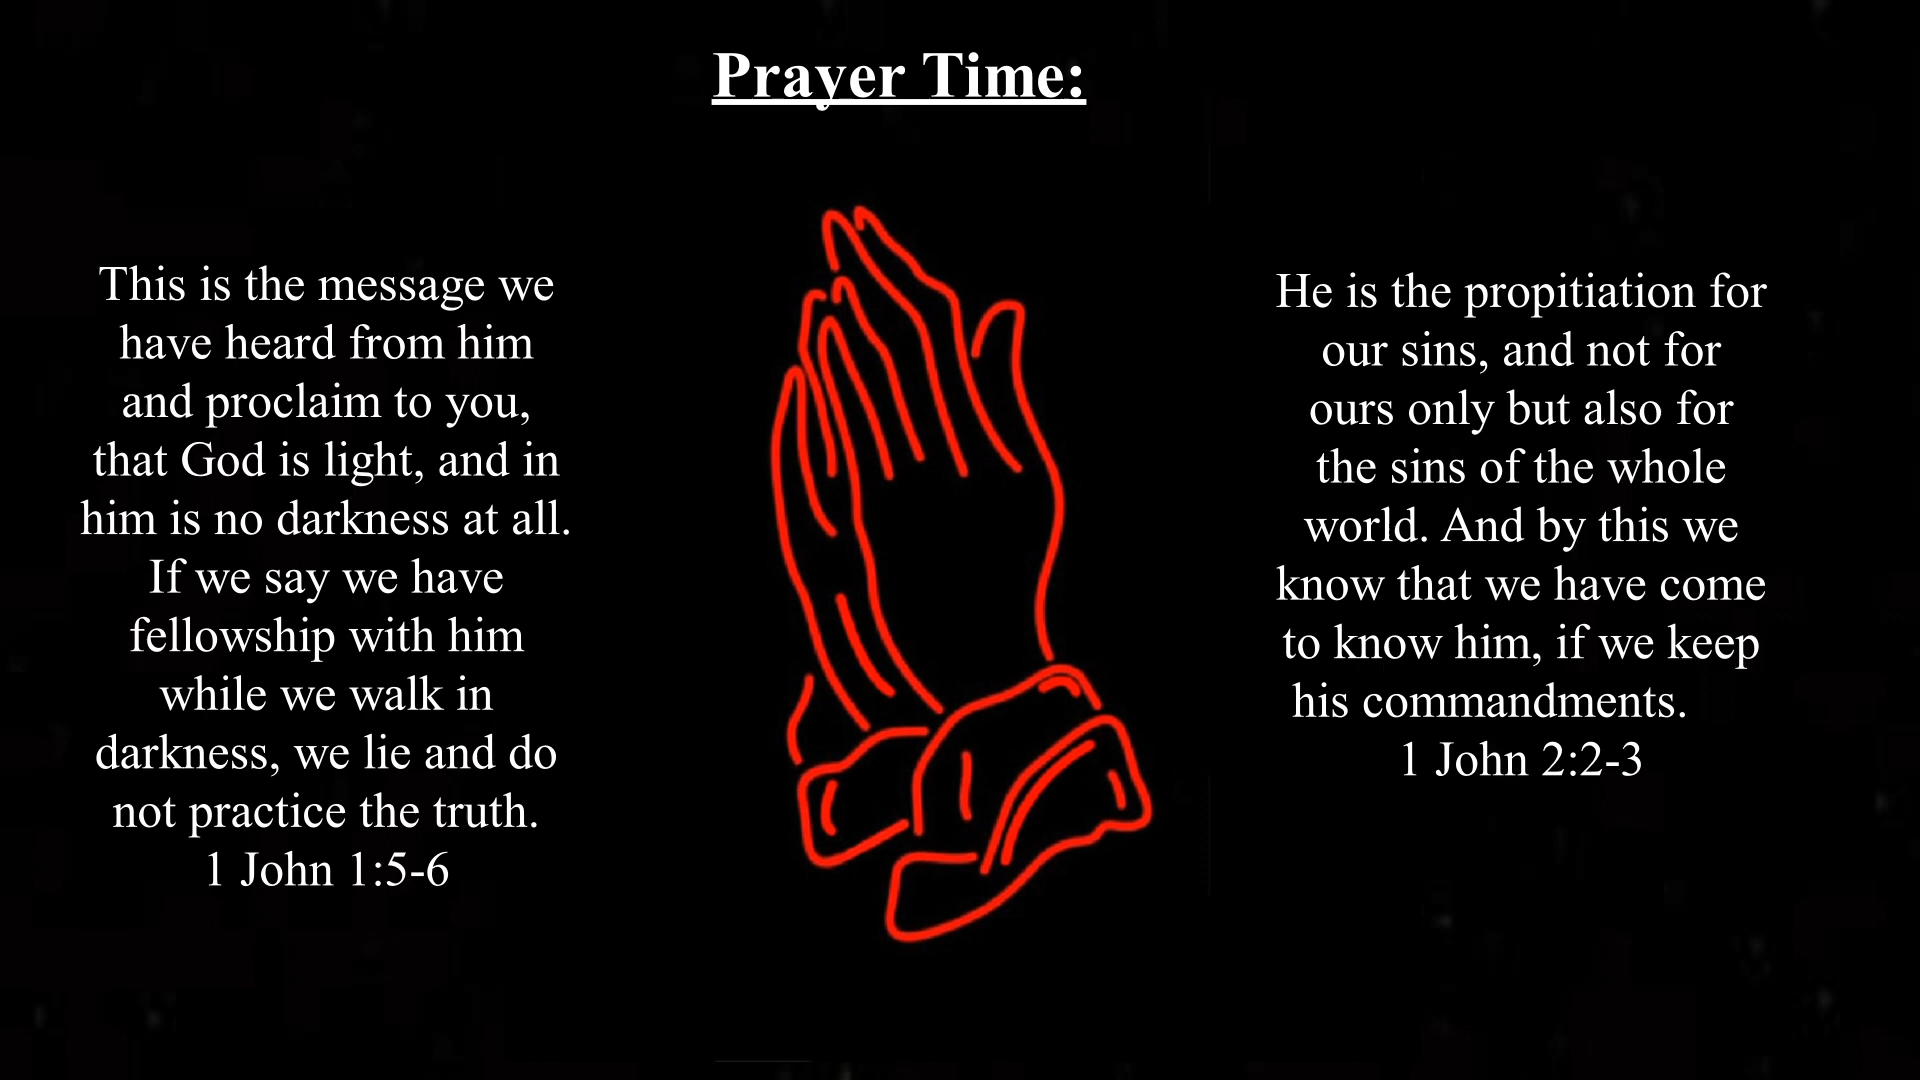 Prayer Time:
This is the message we
have heard from him
and proclaim to you,
that God is light, and in
him is no darkness at all.
If we say we have
fellowship with him
while we walk in
darkness, we lie and do
not practice the truth.
1 John 1:5-6
He is the propitiation for
our sins, and not for
ours only but also for
the sins of the whole
world. And by this we
know that we have come
to know him, if we keep
his commandments.
1 John 2:2-3